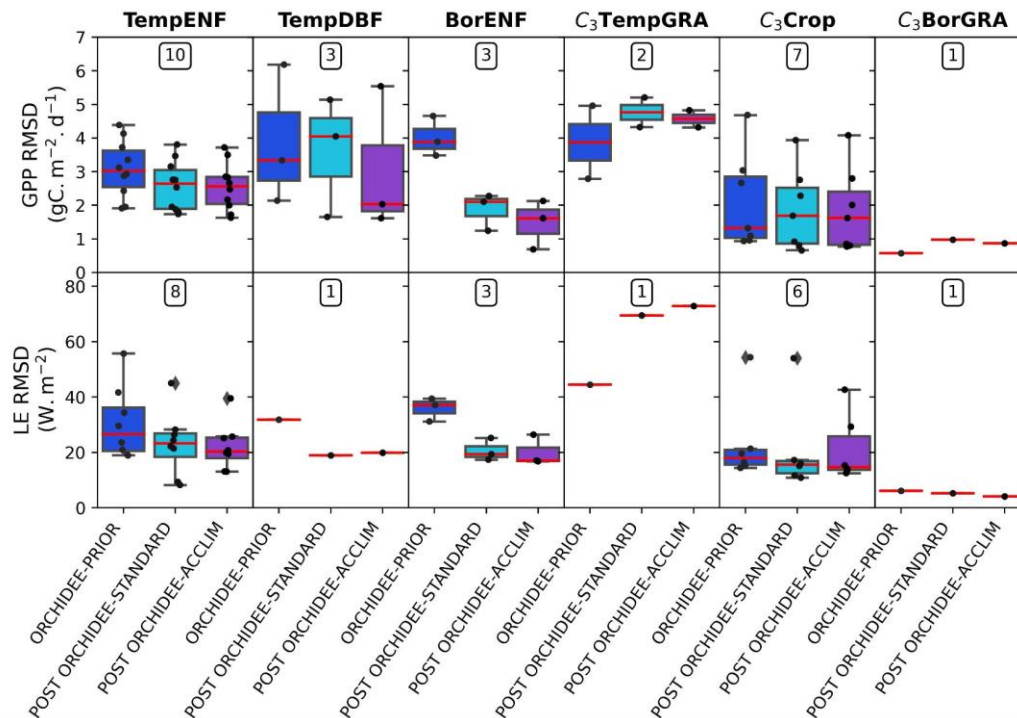 TempENF TempDBF BorENF C₃TempGRA C₃Crop C₃BorGRA
GPP RMSD
(gC. m⁻². d⁻¹)
7
6
5
4
3
2
1
0
10 3 3 2 7 1
LE RMSD
(W. m⁻²)
80
60
40
20
0
8 1 3 1 6 1
ORCHIDEE-PRIOR
POST ORCHIDEE-STANDARD
POST ORCHIDEE-ACCLIM
ORCHIDEE-PRIOR
POST ORCHIDEE-STANDARD
POST ORCHIDEE-ACCLIM
ORCHIDEE-PRIOR
POST ORCHIDEE-STANDARD
POST ORCHIDEE-ACCLIM
ORCHIDEE-PRIOR
POST ORCHIDEE-STANDARD
POST ORCHIDEE-ACCLIM
ORCHIDEE-PRIOR
POST ORCHIDEE-STANDARD
POST ORCHIDEE-ACCLIM
ORCHIDEE-PRIOR
POST ORCHIDEE-STANDARD
POST ORCHIDEE-ACCLIM